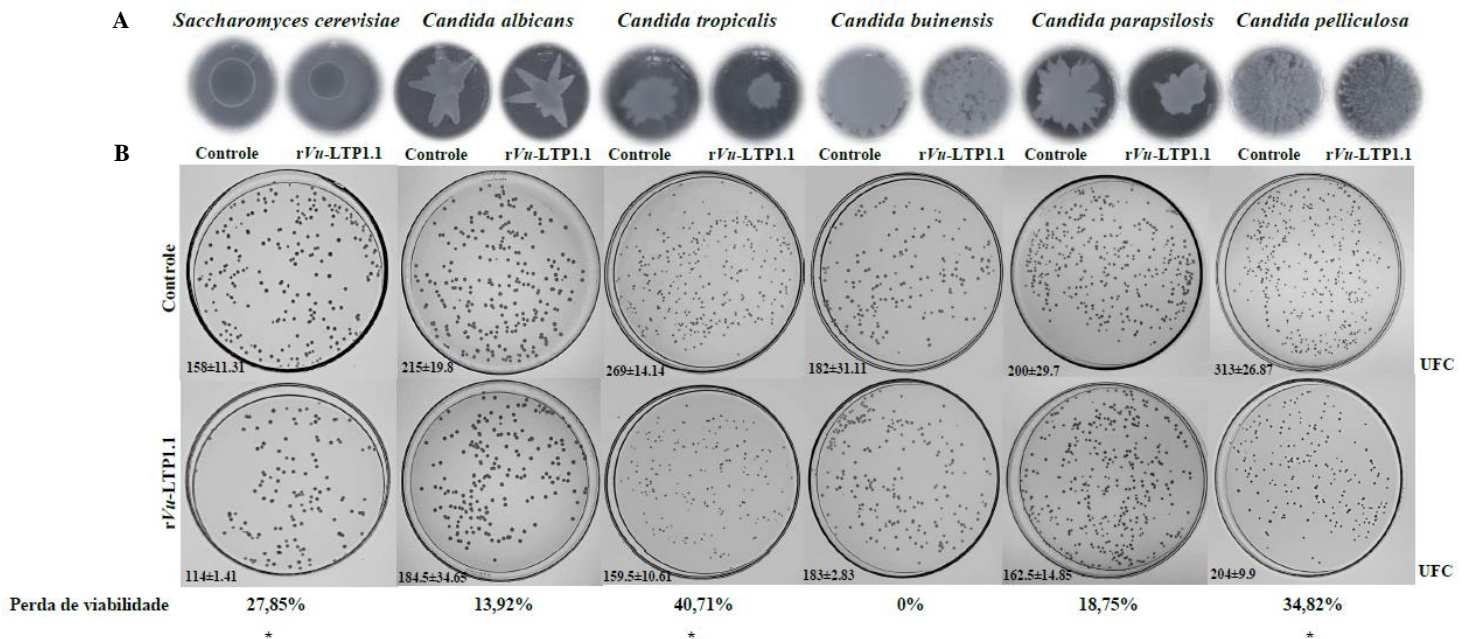 A Saccharomyces cerevisiae Candida albicans Candida tropicalis Candida buinensis Candida parapsilosis Candida pelliculosa
B Controle rVu-LTP1.1 Controle rVu-LTP1.1 Controle rVu-LTP1.1 Controle rVu-LTP1.1 Controle rVu-LTP1.1 Controle rVu-LTP1.1
Controle
158±11.31 215±19.8 269±14.14 182±31.11 200±29.7 313±26.87 UFC
rVu-LTP1.1
114±1.41 184.5±34.65 159.5±10.61 183±2.83 162.5±14.85 204±9.9 UFC
Perda de viabilidade 27,85% 13,92% 40,71% 0% 18,75% 34,82%
* * *